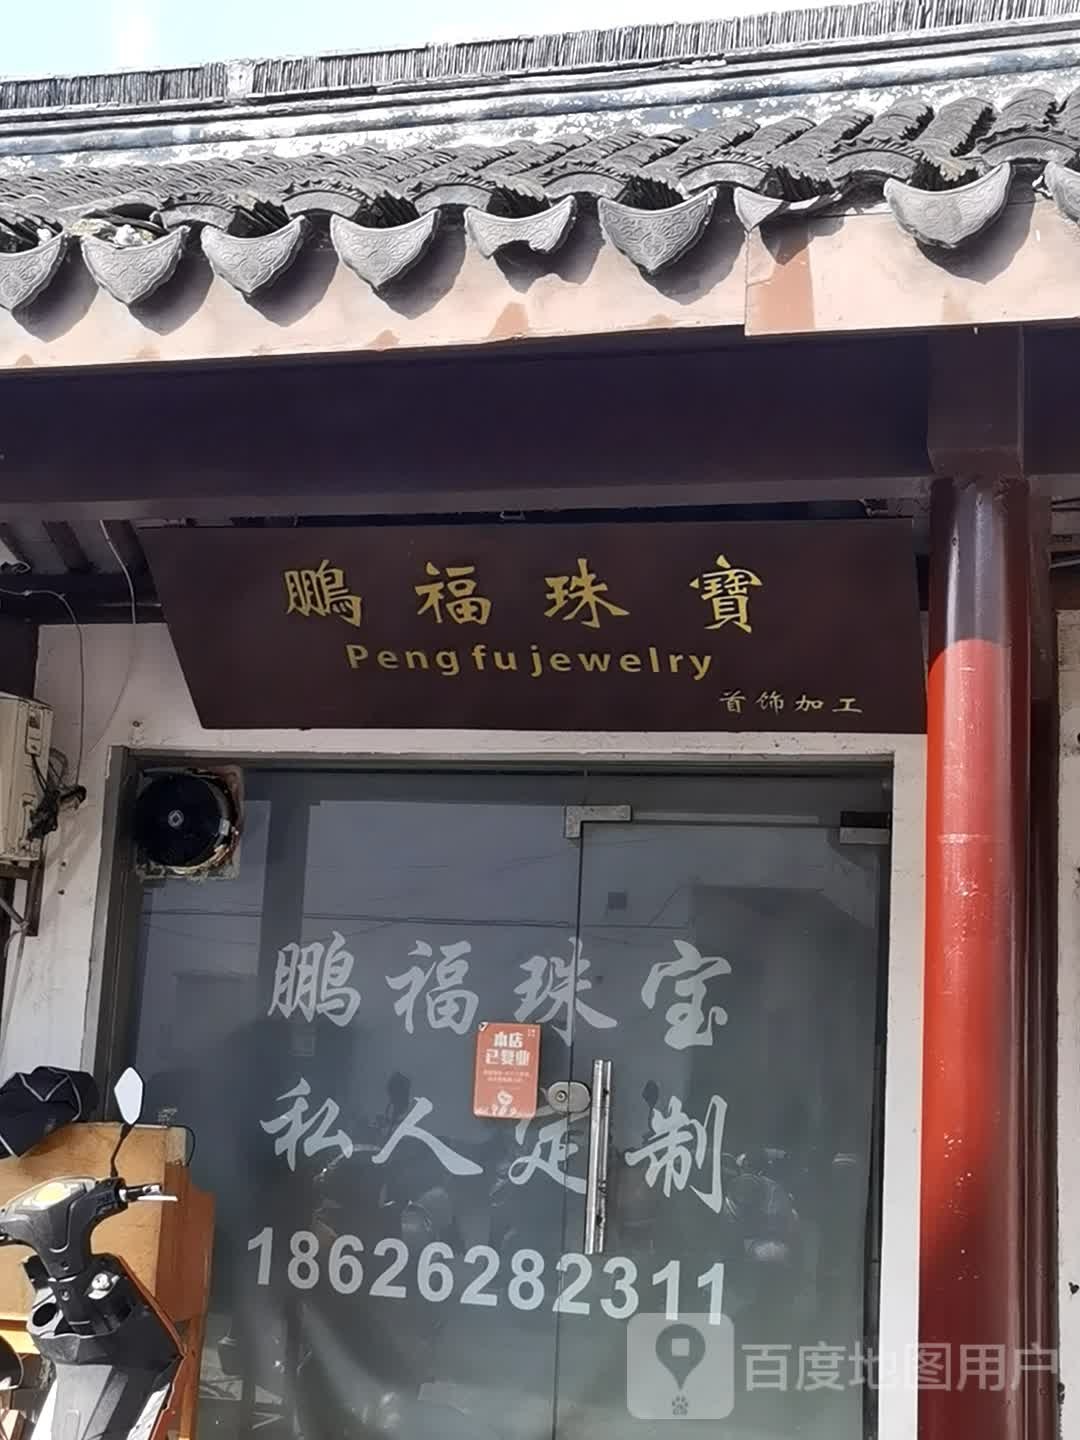 鵬福珠寶
Peng fu jewelry
首饰加工
鹏福珠宝
本店
已复业
私人定制
18626282311
百度地图用户